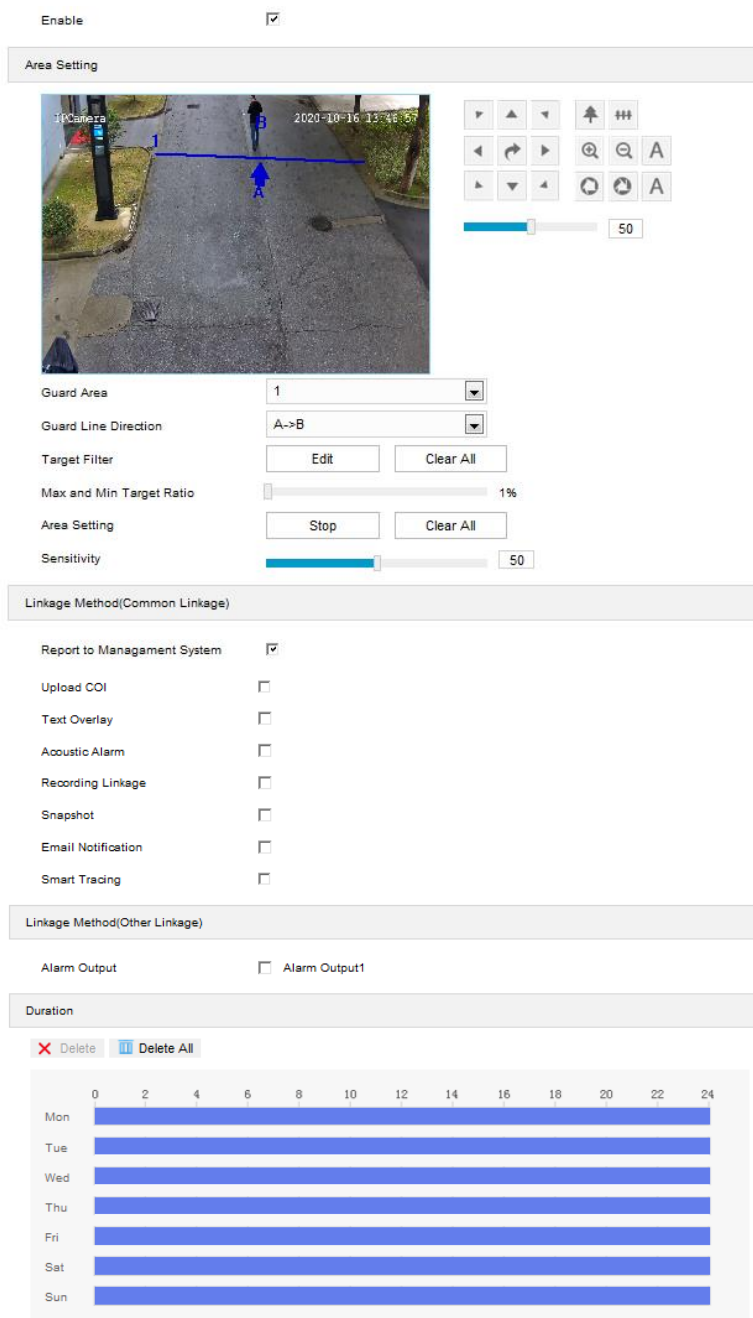 Enable
Area Setting
IPCamera
2020-10-16 13:46:57
1
B
A
A
A
50
Guard Area 1
Guard Line Direction A->B
Target Filter Edit Clear All
Max and Min Target Ratio 1%
Area Setting Stop Clear All
Sensitivity 50
Linkage Method(Common Linkage)
Report to Managament System
Upload COI
Text Overlay
Acoustic Alarm
Recording Linkage
Snapshot
Email Notification
Smart Tracing
Linkage Method(Other Linkage)
Alarm Output Alarm Output1
Duration
Delete Delete All
0 2 4 6 8 10 12 14 16 18 20 22 24
Mon
Tue
Wed
Thu
Fri
Sat
Sun